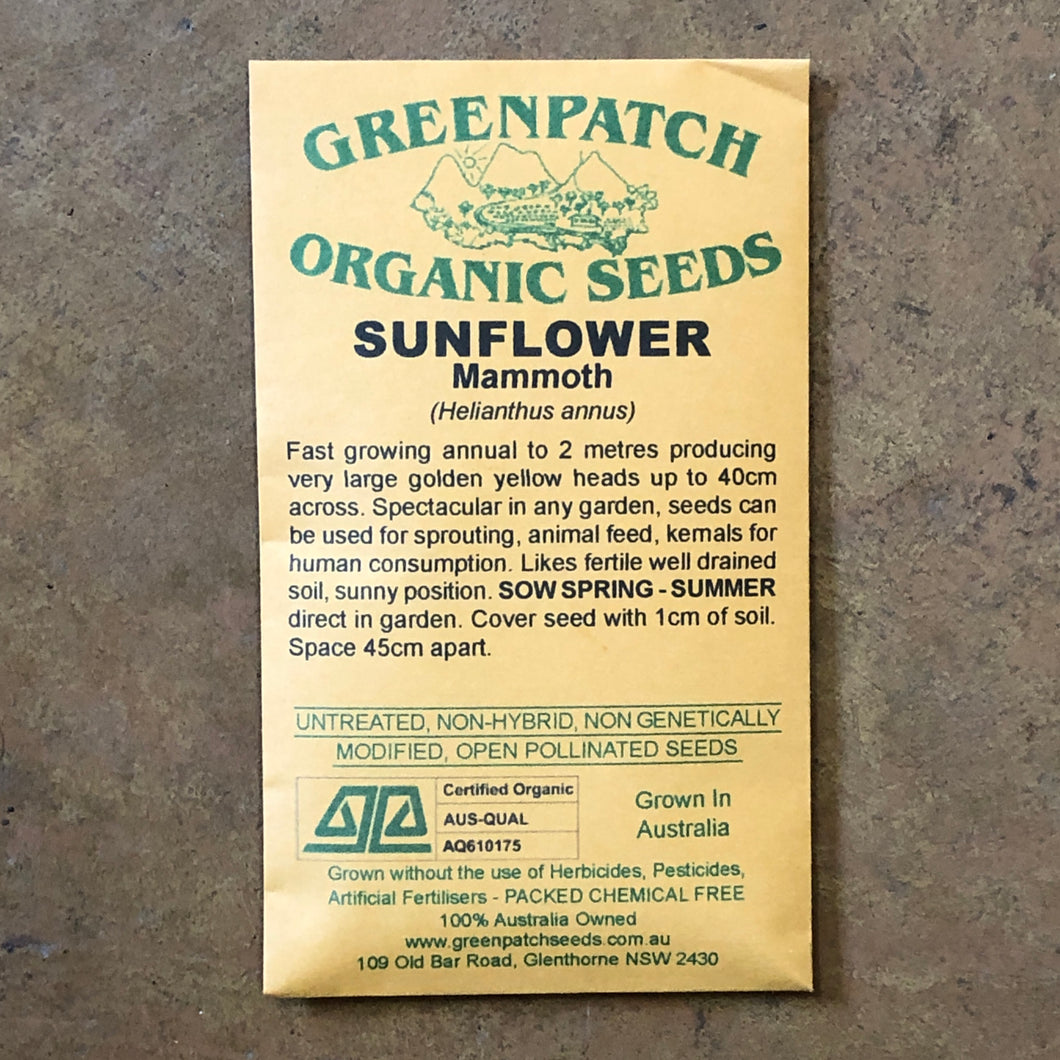 GREENPATCH
ORGANIC SEEDS
SUNFLOWER
Mammoth
(Helianthus annus)
Fast growing annual to 2 metres producing
very large golden yellow heads up to 40cm
across. Spectacular in any garden, seeds can
be used for sprouting, animal feed, kernals for
human consumption. Likes fertile well drained
soil, sunny position. SOW SPRING - SUMMER
direct in garden. Cover seed with 1cm of soil.
Space 45cm apart.
UNTREATED, NON-HYBRID, NON GENETICALLY
MODIFIED, OPEN POLLINATED SEEDS
Certified Organic
AUS-QUAL
AQ610175
Grown In
Australia
Grown without the use of Herbicides, Pesticides,
Artificial Fertilisers - PACKED CHEMICAL FREE
100% Australia Owned
www.greenpatchseeds.com.au
109 Old Bar Road, Glenthorne NSW 2430